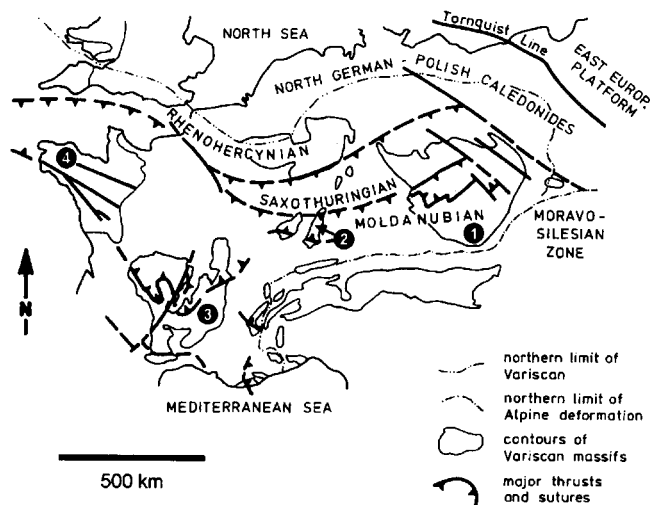 Tornquist Line
EAST EUROP.
PLATFORM
NORTH SEA
NORTH GERMAN - POLISH CALEDONIDES
RHENOHERCYNIAN
4
SAXOTHURINGIAN
MOLDANUBIAN
1
2
MORAVO-
SILESIAN
ZONE
N
3
MEDITERRANEAN SEA
500 km
northern limit of
Variscan
northern limit of
Alpine deformation
contours of
Variscan massifs
major thrusts
and sutures